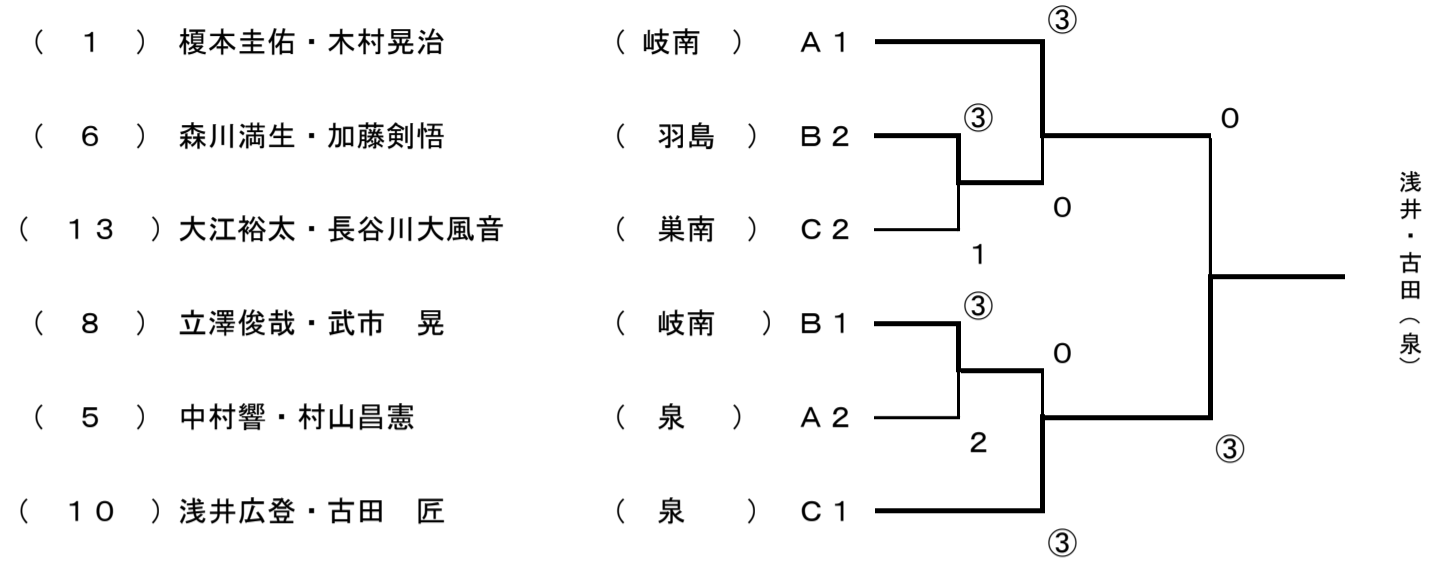 （　１　） 榎本圭佑・木村晃治 （ 岐南 ） Ａ１
（　６　） 森川満生・加藤剣悟 （ 羽島 ） Ｂ２
（　１３　） 大江裕太・長谷川大風音 （ 巣南 ） Ｃ２
（　８　） 立澤俊哉・武市　晃 （ 岐南 ） Ｂ１
（　５　） 中村響・村山昌憲 （ 泉 ） Ａ２
（　１０　） 浅井広登・古田　匠 （ 泉 ） Ｃ１
③
③
0
1
③
0
2
③
0
③
浅井・古田（泉）